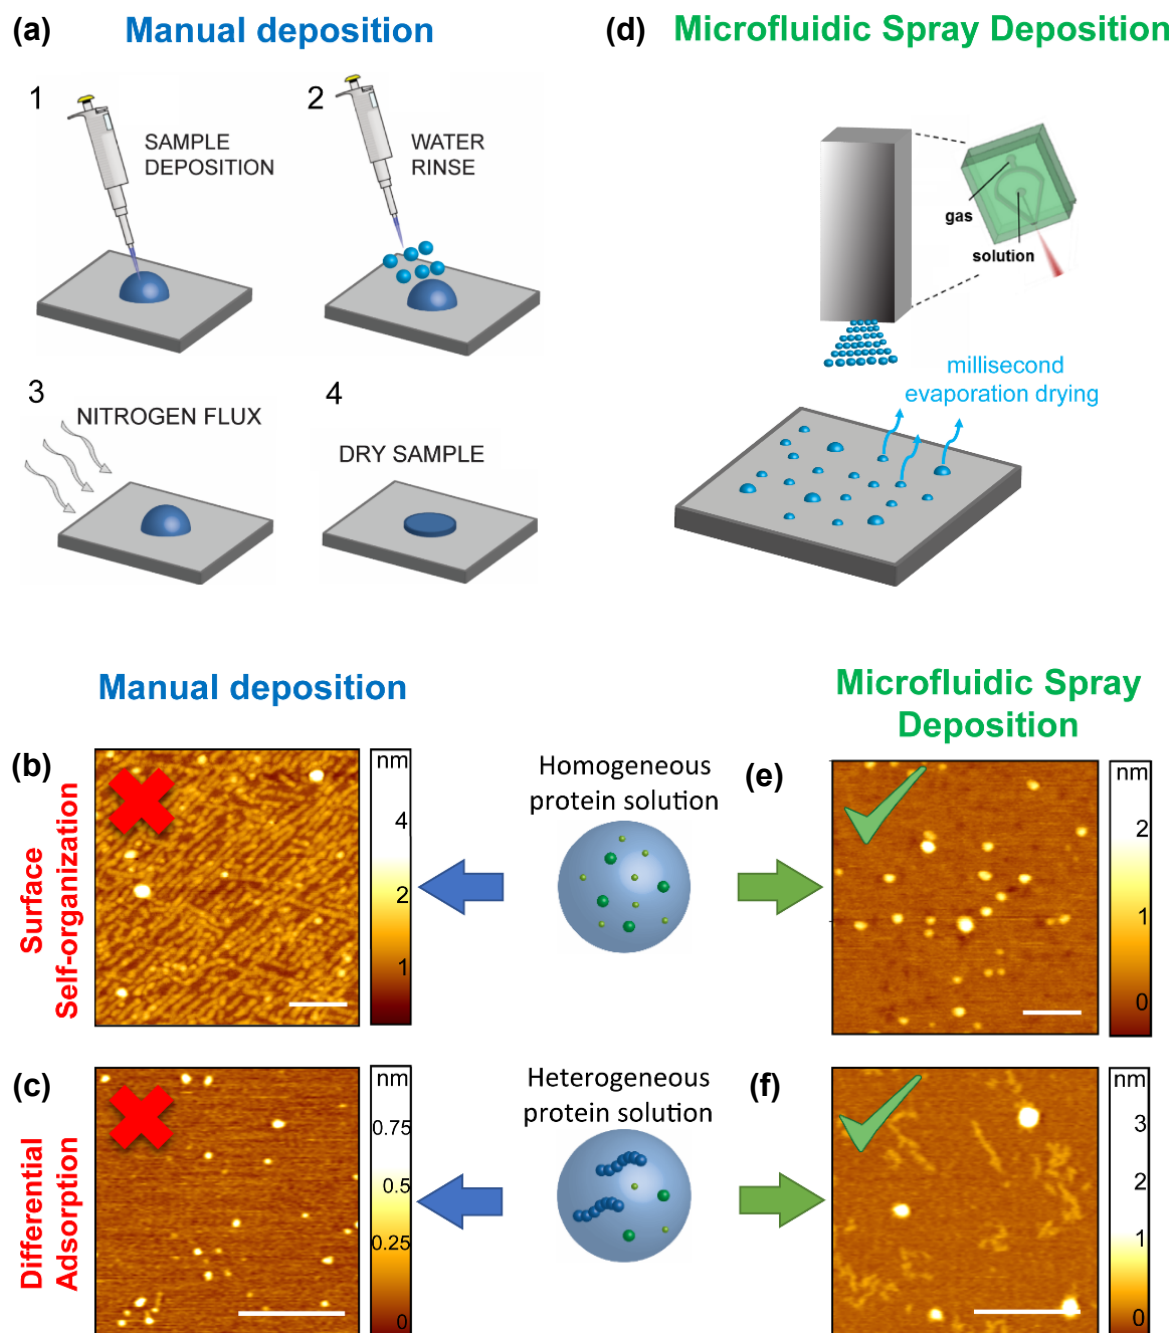 (a) Manual deposition
1
SAMPLE
DEPOSITION
2
WATER
RINSE
3
NITROGEN FLUX
4
DRY SAMPLE
(d) Microfluidic Spray Deposition
gas
solution
millisecond
evaporation drying
Manual deposition
Microfluidic Spray
Deposition
Surface
Self-organization
(b)
nm
4
2
1
Homogeneous
protein solution
(e)
nm
2
1
0
Differential
Adsorption
(c)
nm
0.75
0.5
0.25
0
Heterogeneous
protein solution
(f)
nm
3
2
1
0